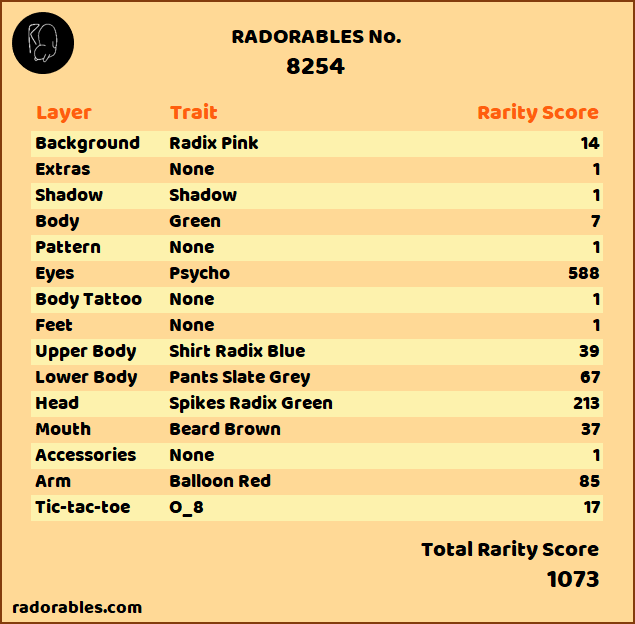 RADORABLES No.
8254
Layer Trait Rarity Score
Background Radix Pink 14
Extras None 1
Shadow Shadow 1
Body Green 7
Pattern None 1
Eyes Psycho 588
Body Tattoo None 1
Feet None 1
Upper Body Shirt Radix Blue 39
Lower Body Pants Slate Grey 67
Head Spikes Radix Green 213
Mouth Beard Brown 37
Accessories None 1
Arm Balloon Red 85
Tic-tac-toe O_8 17
Total Rarity Score
1073
radorables.com